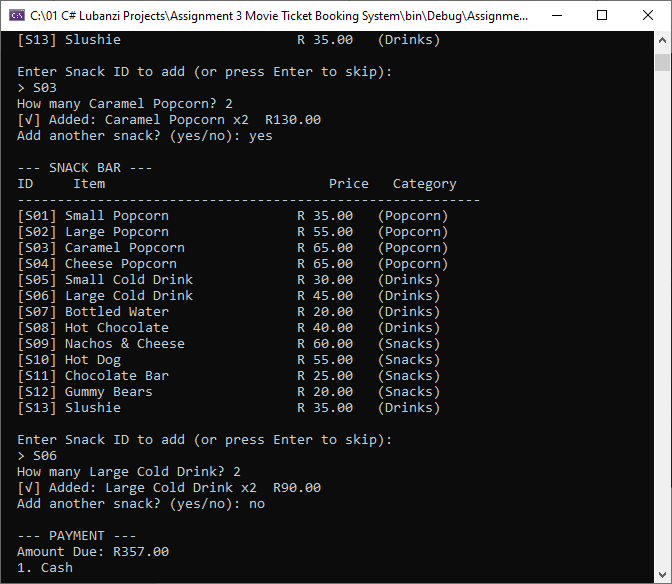 C:\01 C# Lubanzi Projects\Assignment 3 Movie Ticket Booking System\bin\Debug\Assignme...
[S13] Slushie                      R 35.00   (Drinks)
Enter Snack ID to add (or press Enter to skip):
> S03
How many Caramel Popcorn? 2
[√] Added: Caramel Popcorn x2  R130.00
Add another snack? (yes/no): yes
--- SNACK BAR ---
ID     Item                            Price   Category
----------------------------------------------------------
[S01] Small Popcorn                R 35.00   (Popcorn)
[S02] Large Popcorn                R 55.00   (Popcorn)
[S03] Caramel Popcorn              R 65.00   (Popcorn)
[S04] Cheese Popcorn               R 65.00   (Popcorn)
[S05] Small Cold Drink             R 30.00   (Drinks)
[S06] Large Cold Drink             R 45.00   (Drinks)
[S07] Bottled Water                R 20.00   (Drinks)
[S08] Hot Chocolate                R 40.00   (Drinks)
[S09] Nachos & Cheese              R 60.00   (Snacks)
[S10] Hot Dog                      R 55.00   (Snacks)
[S11] Chocolate Bar                R 25.00   (Snacks)
[S12] Gummy Bears                  R 20.00   (Snacks)
[S13] Slushie                      R 35.00   (Drinks)
Enter Snack ID to add (or press Enter to skip):
> S06
How many Large Cold Drink? 2
[√] Added: Large Cold Drink x2  R90.00
Add another snack? (yes/no): no
--- PAYMENT ---
Amount Due: R357.00
1. Cash